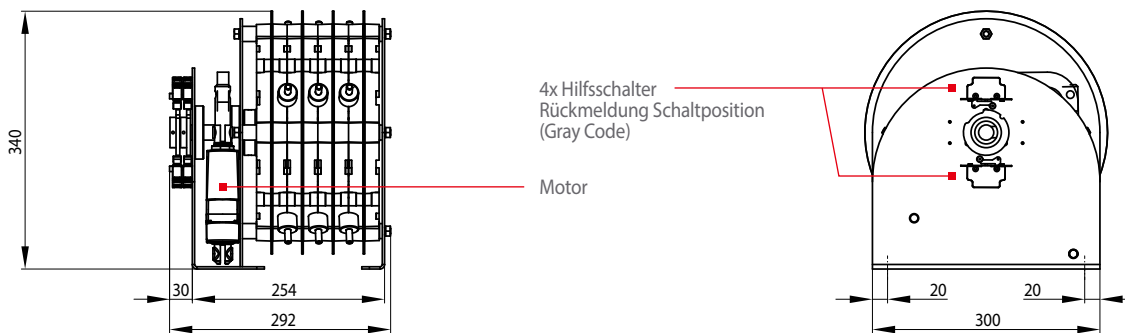 340
30
254
292
4x Hilfsschalter
Rückmeldung Schaltposition
(Gray Code)
Motor
20
20
300